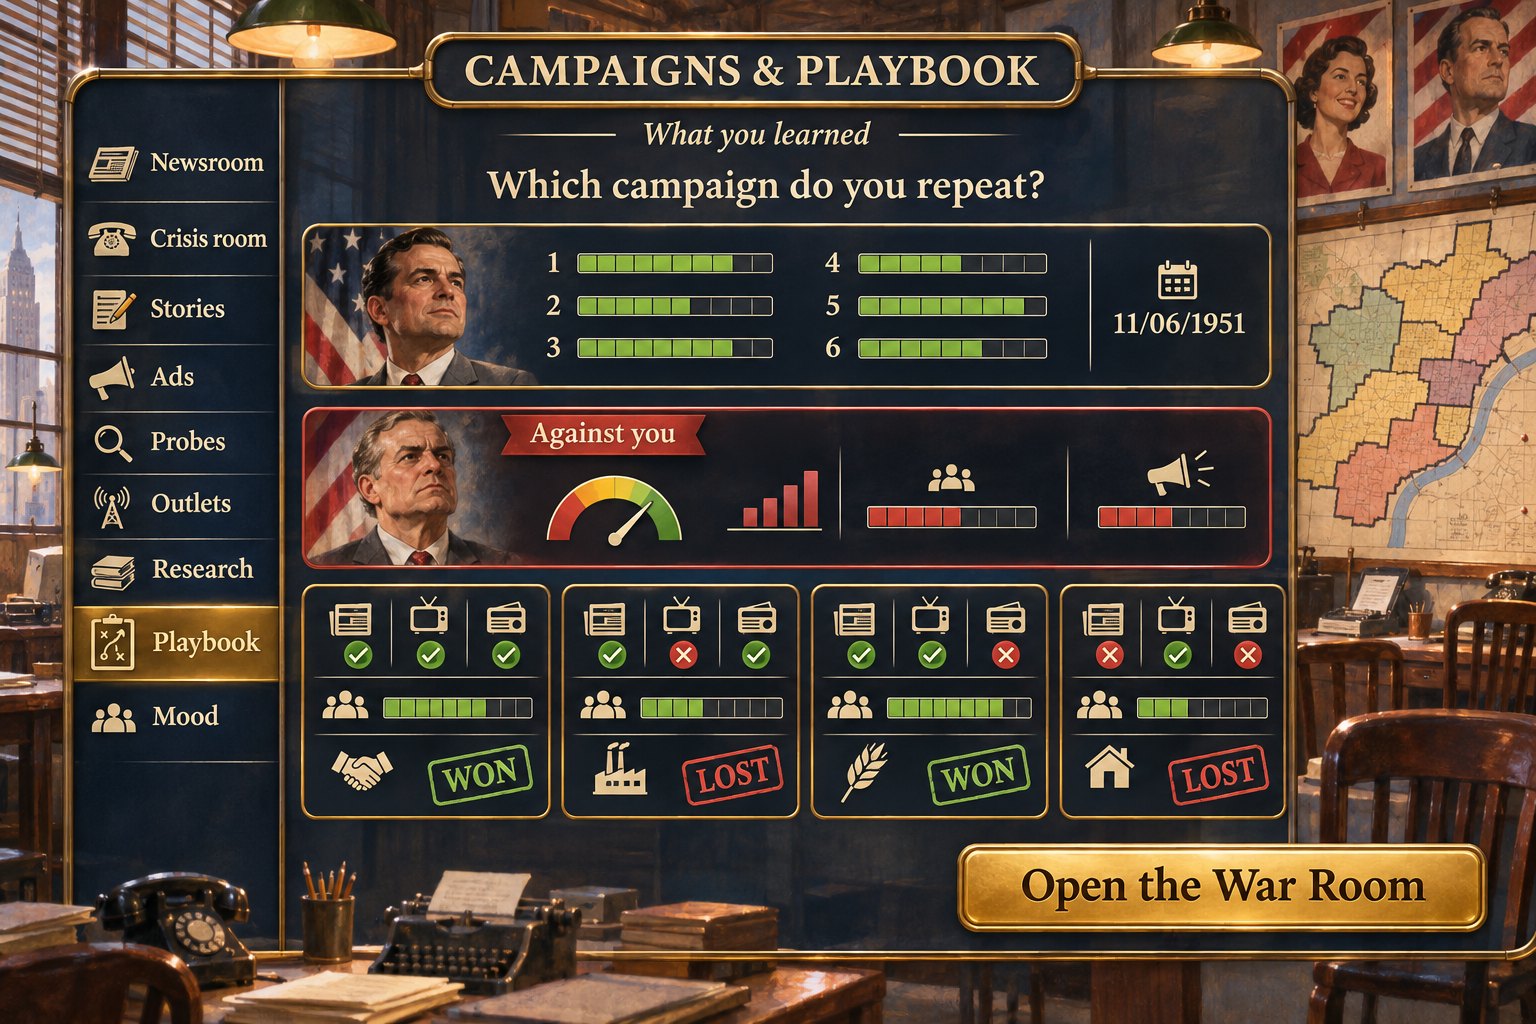 CAMPAIGNS & PLAYBOOK
What you learned
Which campaign do you repeat?
Newsroom
Crisis room
Stories
Ads
Probes
Outlets
Research
Playbook
Mood
1
2
3
4
5
6
11/06/1951
Against you
WON
LOST
WON
LOST
Open the War Room